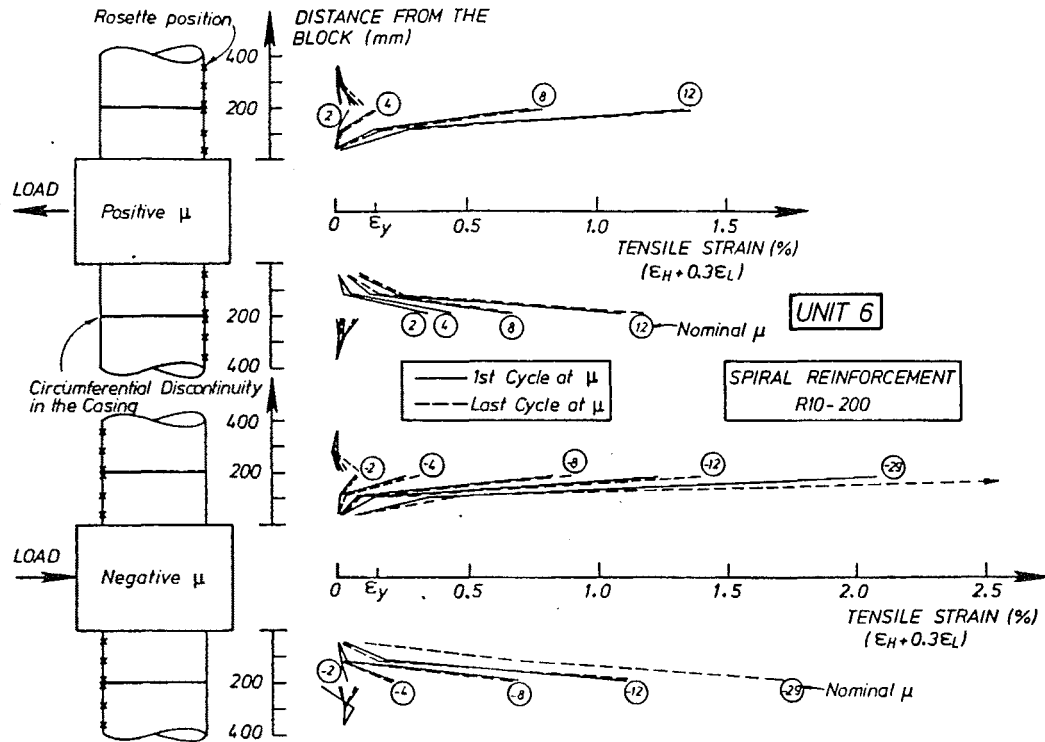 Rosette position
DISTANCE FROM THE
BLOCK (mm)
400
200
2
4
8
12
LOAD
Positive μ
0
εy
0.5
1.0
1.5
TENSILE STRAIN (%)
(εH + 0.3εL)
200
400
2
4
8
12
Nominal μ
UNIT 6
Circumferential Discontinuity
in the Casing
1st Cycle at μ
Last Cycle at μ
SPIRAL REINFORCEMENT
R10-200
400
200
-2
-4
-8
-12
-29
LOAD
Negative μ
0
εy
0.5
1.0
1.5
2.0
2.5
TENSILE STRAIN (%)
(εH + 0.3εL)
200
400
-2
-4
-8
-12
-29
Nominal μ